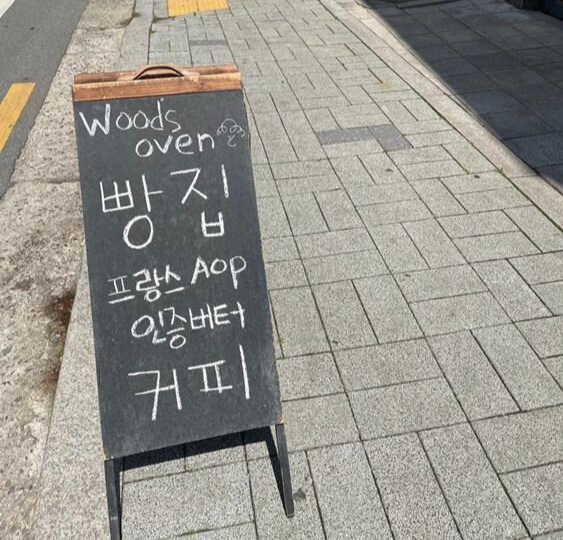 Woods
oven
빵집
프랑스 Aop
인증버터
커피